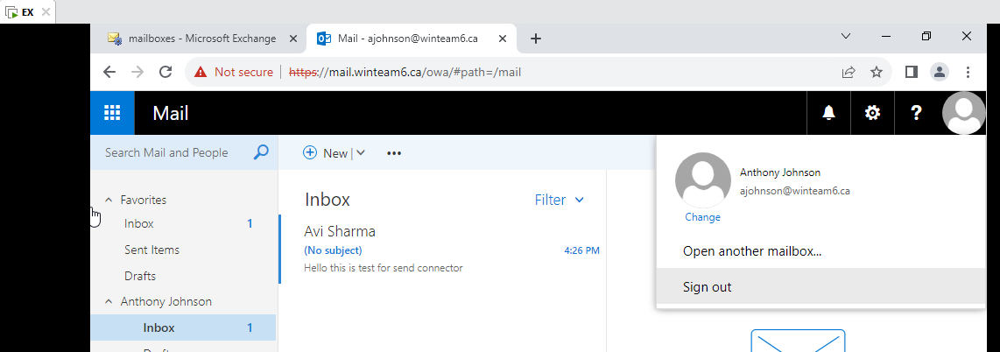 EX
mailboxes - Microsoft Exchange
Mail - ajohnson@winteam6.ca
Not secure
https://mail.winteam6.ca/owa/#path=/mail
Mail
?
Search Mail and People
New
Anthony Johnson
ajohnson@winteam6.ca
Change
Open another mailbox...
Sign out
Favorites
Inbox 1
Sent Items
Drafts
Anthony Johnson
Inbox 1
Inbox
Filter
Avi Sharma
(No subject) 4:26 PM
Hello this is test for send connector